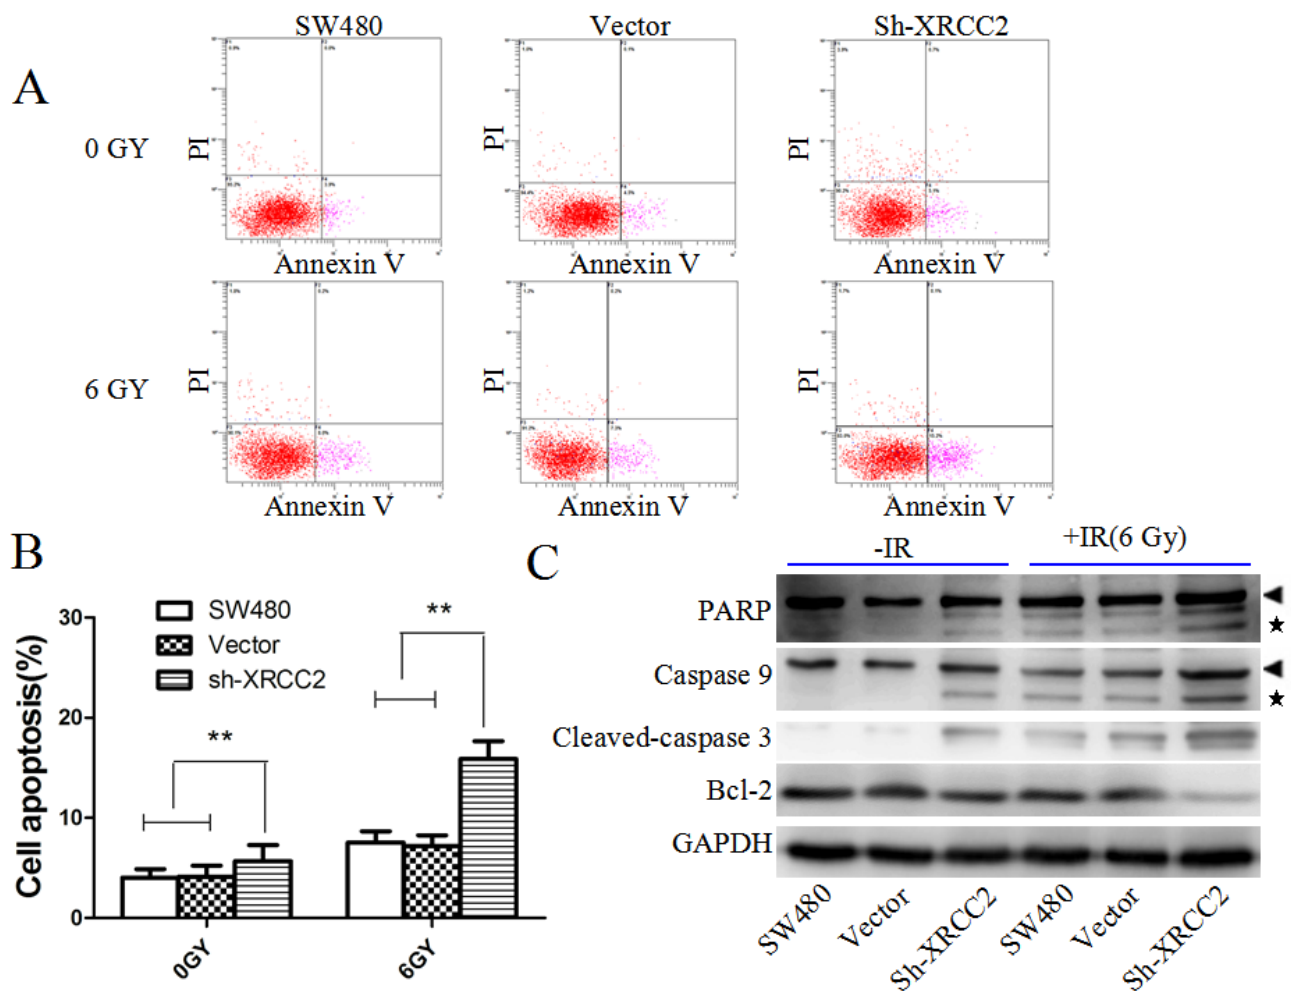 SW480
Vector
Sh-XRCC2
A
0 GY
PI
PI
PI
Annexin V
Annexin V
Annexin V
6 GY
PI
PI
PI
Annexin V
Annexin V
Annexin V
B
SW480
Vector
sh-XRCC2
Cell apoptosis(%)
30
20
10
0
**
**
0GY
6GY
C
-IR
+IR(6 Gy)
PARP
Caspase 9
Cleaved-caspase 3
Bcl-2
GAPDH
SW480
Vector
Sh-XRCC2
SW480
Vector
Sh-XRCC2